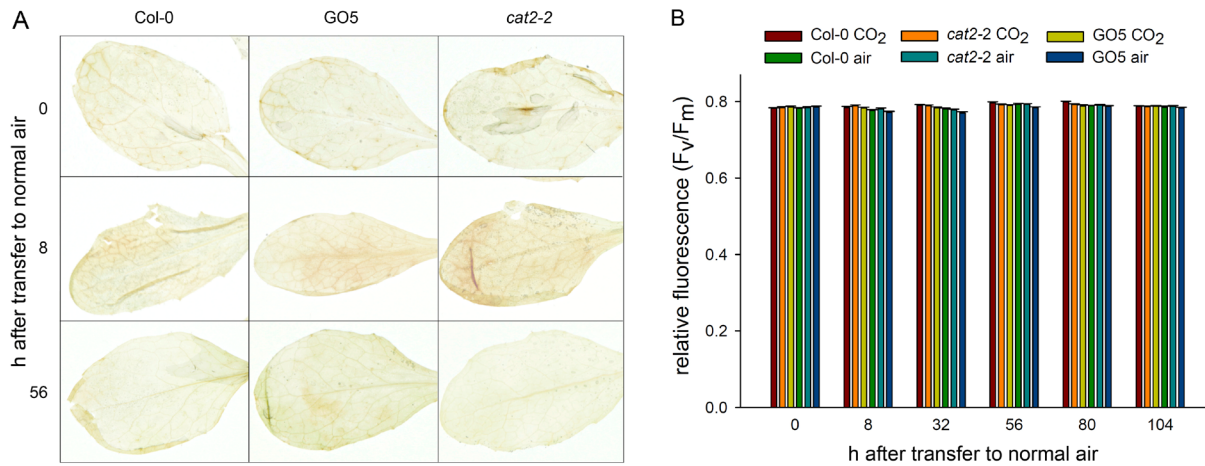 A
Col-0 GO5 cat2-2
h after transfer to normal air
0
8
56
B
Col-0 CO2 cat2-2 CO2 GO5 CO2
Col-0 air cat2-2 air GO5 air
relative fluorescence (Fv/Fm)
0.8
0.6
0.4
0.2
0.0
0 8 32 56 80 104
h after transfer to normal air